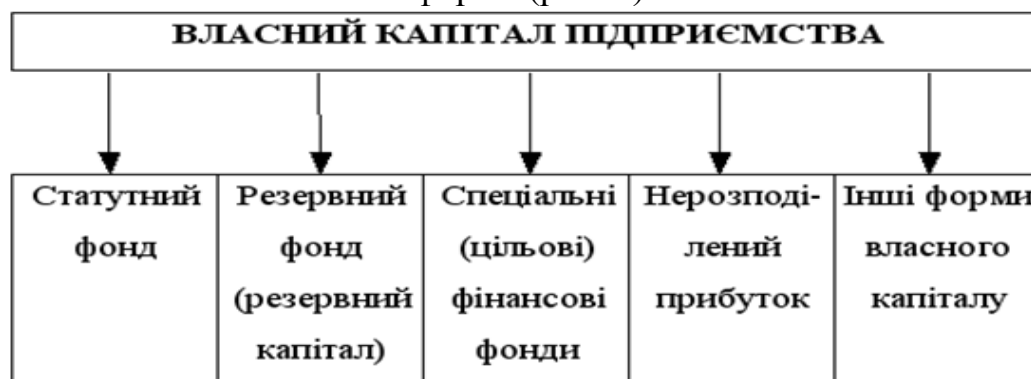 ВЛАСНИЙ КАПІТАЛ ПІДПРИЄМСТВА
Статутний
фонд
Резервний
фонд
(резервний
капітал)
Спеціальні
(цільові)
фінансові
фонди
Нерозподі-
лений
прибуток
Інші форми
власного
капіталу